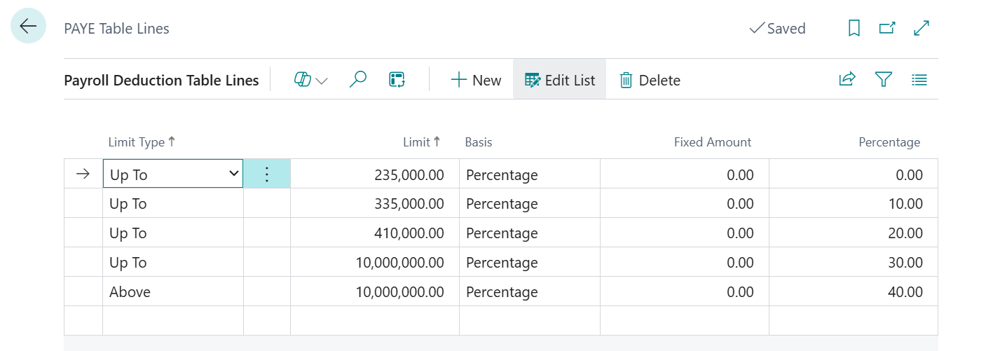 PAYE Table Lines Saved
Payroll Deduction Table Lines New Edit List Delete
Limit Type ↑ Limit ↑ Basis Fixed Amount Percentage
Up To 235,000.00 Percentage 0.00 0.00
Up To 335,000.00 Percentage 0.00 10.00
Up To 410,000.00 Percentage 0.00 20.00
Up To 10,000,000.00 Percentage 0.00 30.00
Above 10,000,000.00 Percentage 0.00 40.00